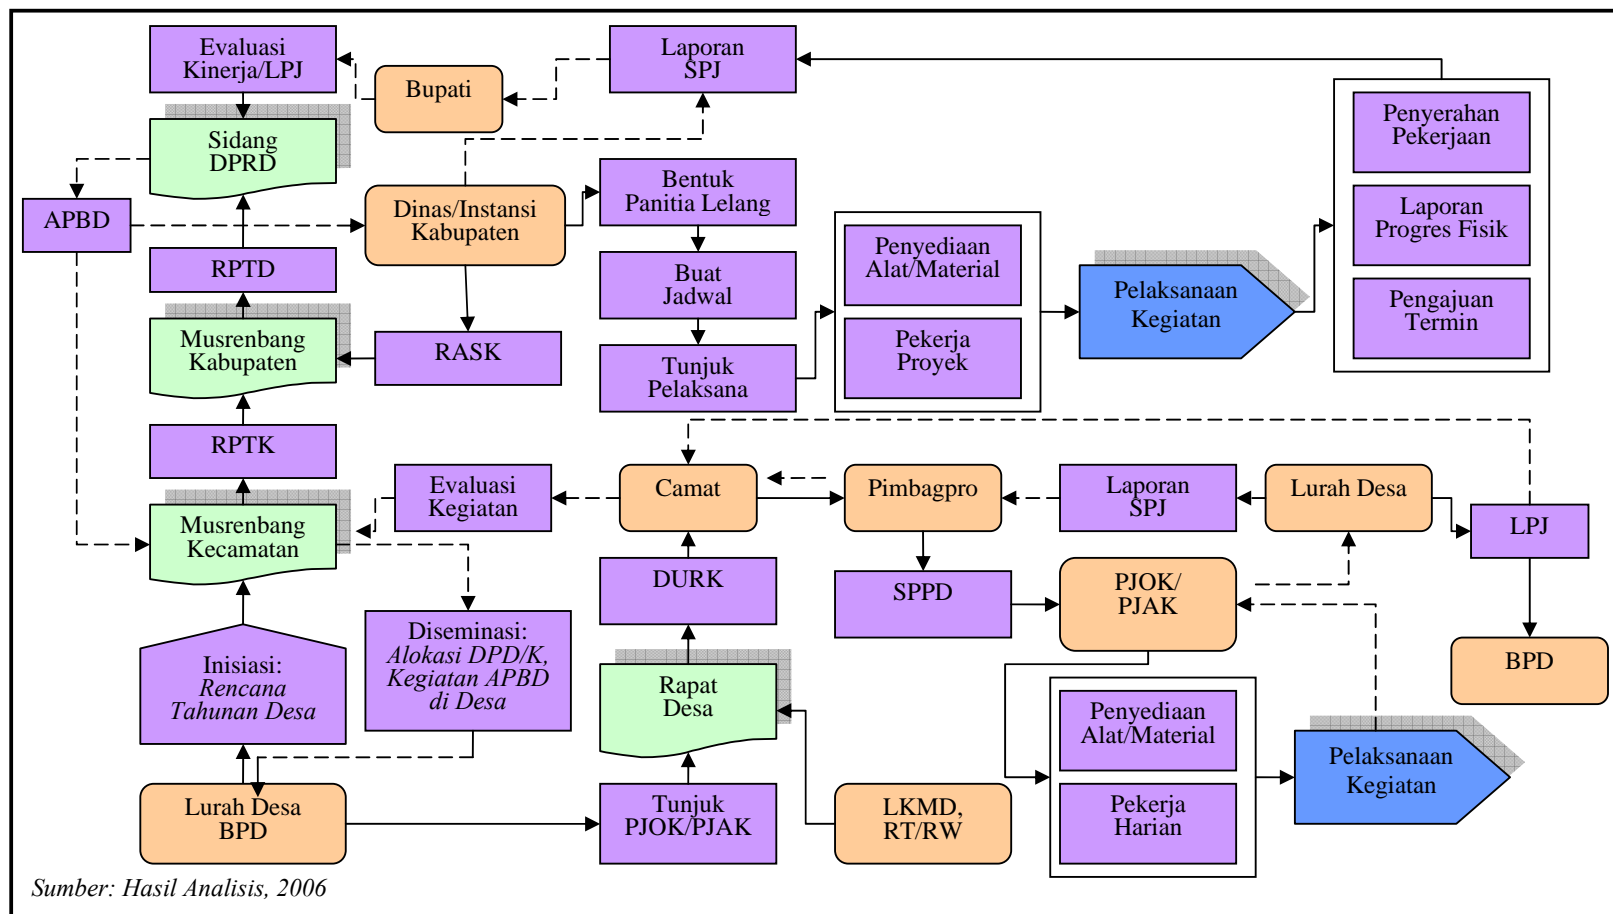 Evaluasi
Kinerja/LPJ
Bupati
Laporan
SPJ
Penyerahan
Pekerjaan
Sidang
DPRD
APBD
Dinas/Instansi
Kabupaten
Bentuk
Panitia Lelang
Laporan
Progres Fisik
RPTD
Buat
Jadwal
Penyediaan
Alat/Material
Pelaksanaan
Kegiatan
Pengajuan
Termin
Musrenbang
Kabupaten
RASK
Tunjuk
Pelaksana
Pekerja
Proyek
RPTK
Evaluasi
Kegiatan
Camat
Pimbagpro
Laporan
SPJ
Lurah Desa
LPJ
Musrenbang
Kecamatan
DURK
SPPD
PJOK/
PJAK
BPD
Inisiasi:
Rencana
Tahunan Desa
Diseminasi:
Alokasi DPD/K,
Kegiatan APBD
di Desa
Rapat
Desa
Penyediaan
Alat/Material
Pelaksanaan
Kegiatan
Lurah Desa
BPD
Tunjuk
PJOK/PJAK
LKMD,
RT/RW
Pekerja
Harian
Sumber: Hasil Analisis, 2006